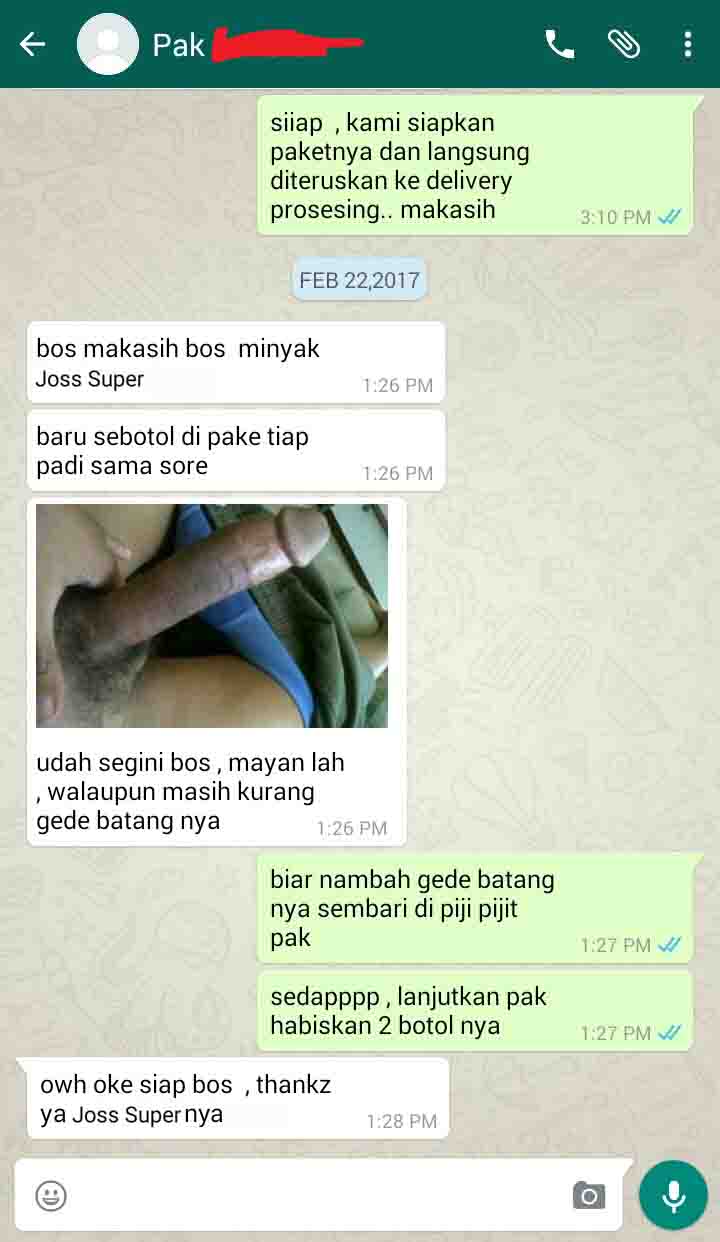 Pak
siiap , kami siapkan
paketnya dan langsung
diteruskan ke delivery
prosesing.. makasih
3:10 PM
FEB 22,2017
bos makasih bos minyak
Joss Super
1:26 PM
baru sebotol di pake tiap
padi sama sore
1:26 PM
udah segini bos , mayan lah
, walaupun masih kurang
gede batang nya
1:26 PM
biar nambah gede batang
nya sembari di piji pijit
pak
1:27 PM
sedapppp , lanjutkan pak
habiskan 2 botol nya
1:27 PM
owh oke siap bos , thankz
ya Joss Super nya
1:28 PM